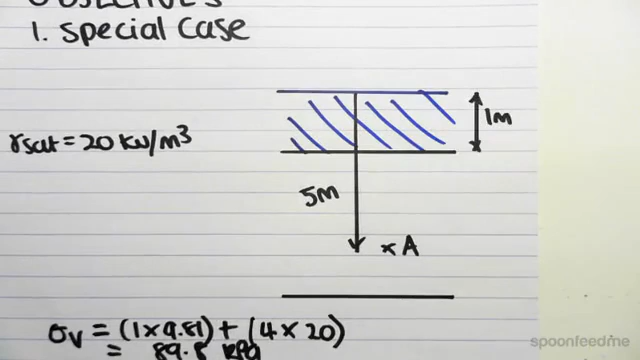 OBJECTIVES
1. Special Case
1m
γsat = 20 kN/m³
5m
x A
σv = (1 x 9.81) + (4 x 20)
= 89.8 kPa
spoonfeedme